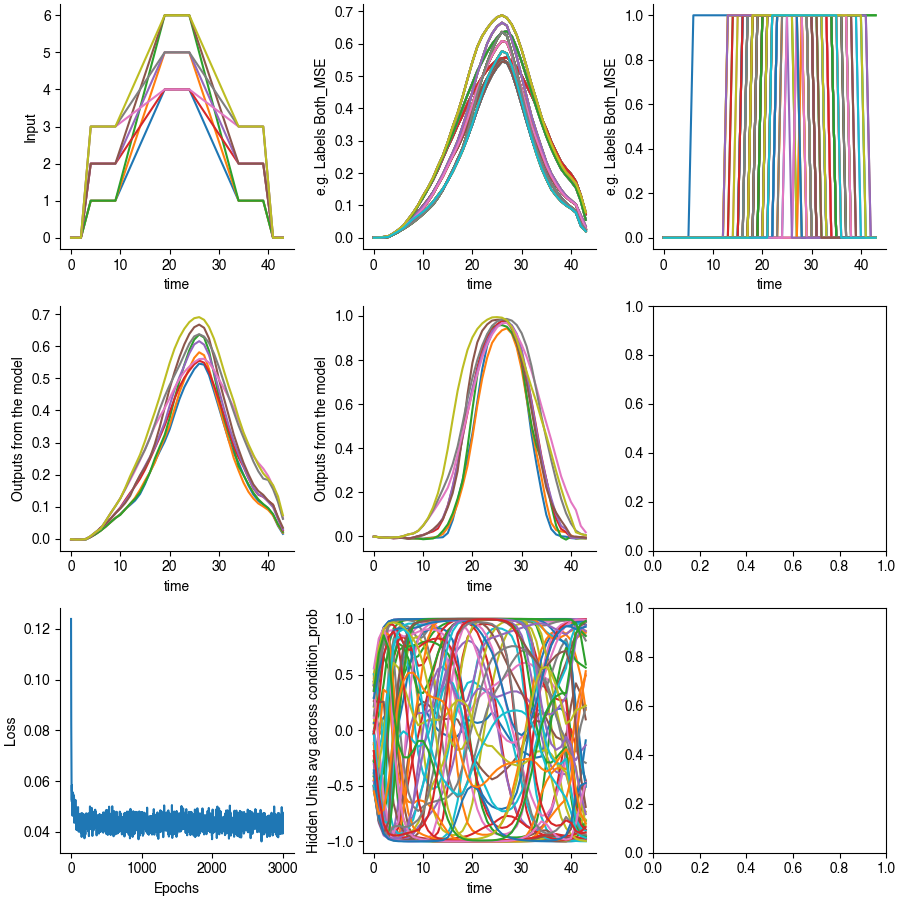 Input
6
5
4
3
2
1
0
0 10 20 30 40
time
e.g. Labels Both_MSE
0.7
0.6
0.5
0.4
0.3
0.2
0.1
0.0
0 10 20 30 40
time
e.g. Labels Both_MSE
1.0
0.8
0.6
0.4
0.2
0.0
0 10 20 30 40
time
Outputs from the model
0.7
0.6
0.5
0.4
0.3
0.2
0.1
0.0
0 10 20 30 40
time
Outputs from the model
1.0
0.8
0.6
0.4
0.2
0.0
0 10 20 30 40
time
1.0
0.8
0.6
0.4
0.2
0.0
0.0 0.2 0.4 0.6 0.8 1.0
Loss
0.12
0.10
0.08
0.06
0.04
0 1000 2000 3000
Epochs
Hidden Units avg across condition_prob
1.0
0.5
0.0
−0.5
−1.0
0 10 20 30 40
time
1.0
0.8
0.6
0.4
0.2
0.0
0.0 0.2 0.4 0.6 0.8 1.0